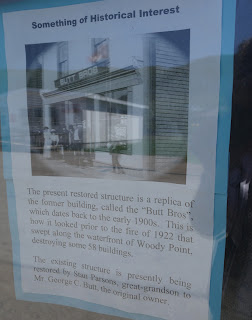 Something of Historical Interest
BUTT BROS
The present restored structure is a replica of
the former building, called the "Butt Bros",
which dates back to the early 1900s. This is
how it looked prior to the fire of 1922 that
swept along the waterfront of Woody Point,
destroying some 58 buildings.
The existing structure is presently being
restored by Stan Parsons, great-grandson to
Mr. George C. Butt, the original owner.